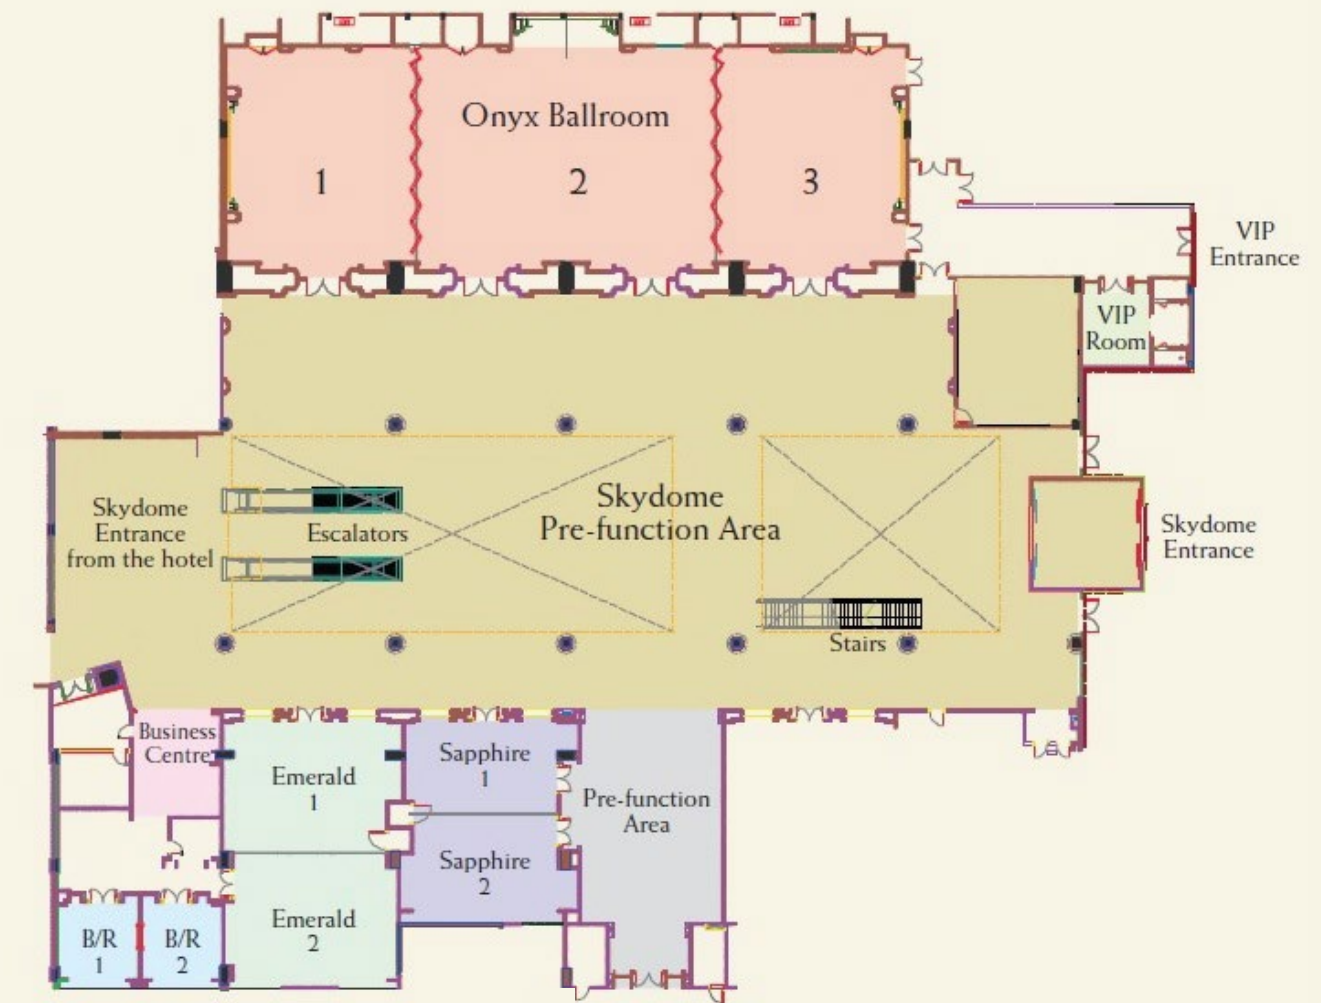 Onyx Ballroom
1
2
3
VIP
Entrance
VIP
Room
Skydome
Entrance
from the hotel
Escalators
Skydome
Pre-function Area
Skydome
Entrance
Stairs
Business
Centre
Emerald
1
Sapphire
1
Pre-function
Area
Sapphire
2
Emerald
2
B/R
1
B/R
2